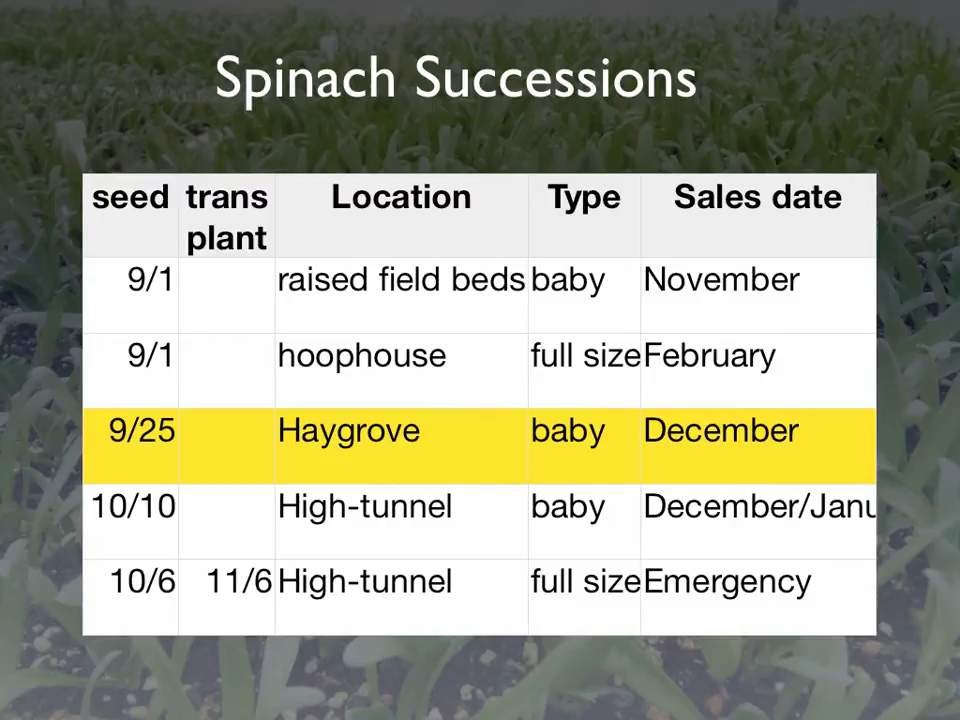 Spinach Successions
seed trans plant Location Type Sales date
9/1 raised field beds baby November
9/1 hoophouse full size February
9/25 Haygrove baby December
10/10 High-tunnel baby December/Janu
10/6 11/6 High-tunnel full size Emergency